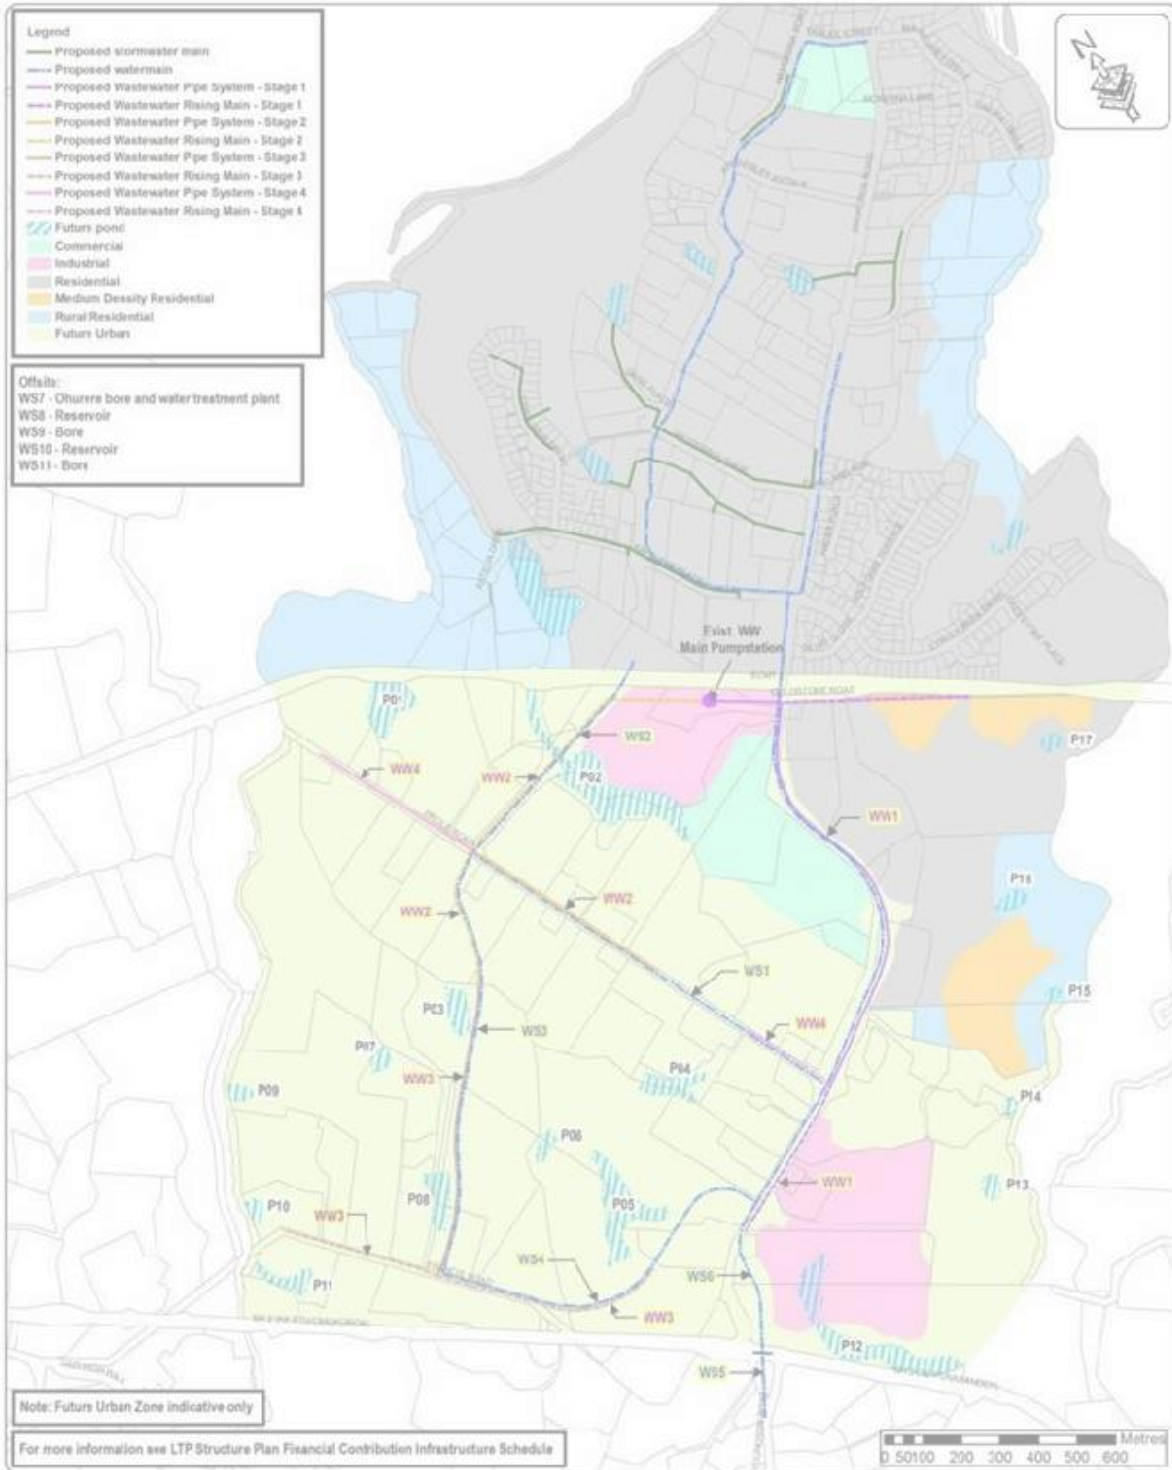 Legend
Proposed stormwater main
Proposed watermain
Proposed Wastewater Pipe System - Stage 1
Proposed Wastewater Rising Main - Stage 1
Proposed Wastewater Pipe System - Stage 2
Proposed Wastewater Rising Main - Stage 2
Proposed Wastewater Pipe System - Stage 3
Proposed Wastewater Rising Main - Stage 3
Proposed Wastewater Pipe System - Stage 4
Proposed Wastewater Rising Main - Stage 4
Future pond
Commercial
Industrial
Residential
Medium Density Residential
Rural Residential
Future Urban
N
Offsite:
WS7 - Ohurere bore and water treatment plant
WS8 - Reservoir
WS9 - Bore
WS10 - Reservoir
WS11 - Bore
Exist. WW
Main Pumpstation
P01
WS2
P17
WW4
WW2
P02
WW1
P16
WW2
WW2
WS1
P15
P03
WS3
WW4
P07
WW3
P04
P09
P14
P06
WW1
P13
P10
WW3
P08
P05
WS4
WS6
P11
WW3
P12
WS5
Note: Future Urban Zone indicative only
For more information see LTP Structure Plan Financial Contribution Infrastructure Schedule
Metres
0 50 100 200 300 400 500 600